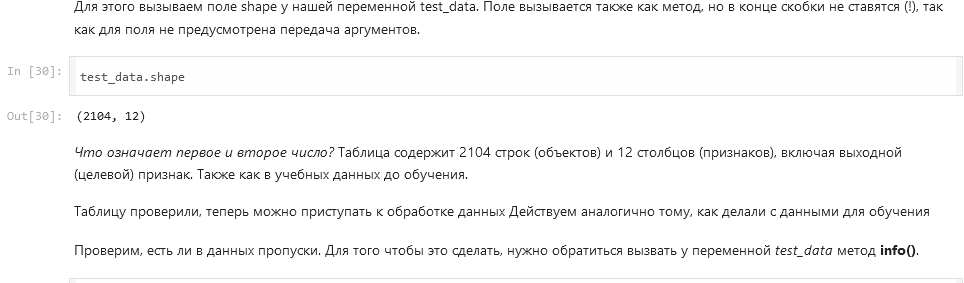 Для этого вызываем поле shape у нашей переменной test_data. Поле вызывается также как метод, но в конце скобки не ставятся (!), так
как для поля не предусмотрена передача аргументов.
In [30]: test_data.shape
Out[30]: (2104, 12)
Что означает первое и второе число? Таблица содержит 2104 строк (объектов) и 12 столбцов (признаков), включая выходной
(целевой) признак. Также как в учебных данных до обучения.
Таблицу проверили, теперь можно приступать к обработке данных Действуем аналогично тому, как делали с данными для обучения
Проверим, есть ли в данных пропуски. Для того чтобы это сделать, нужно обратиться вызвать у переменной test_data метод info().